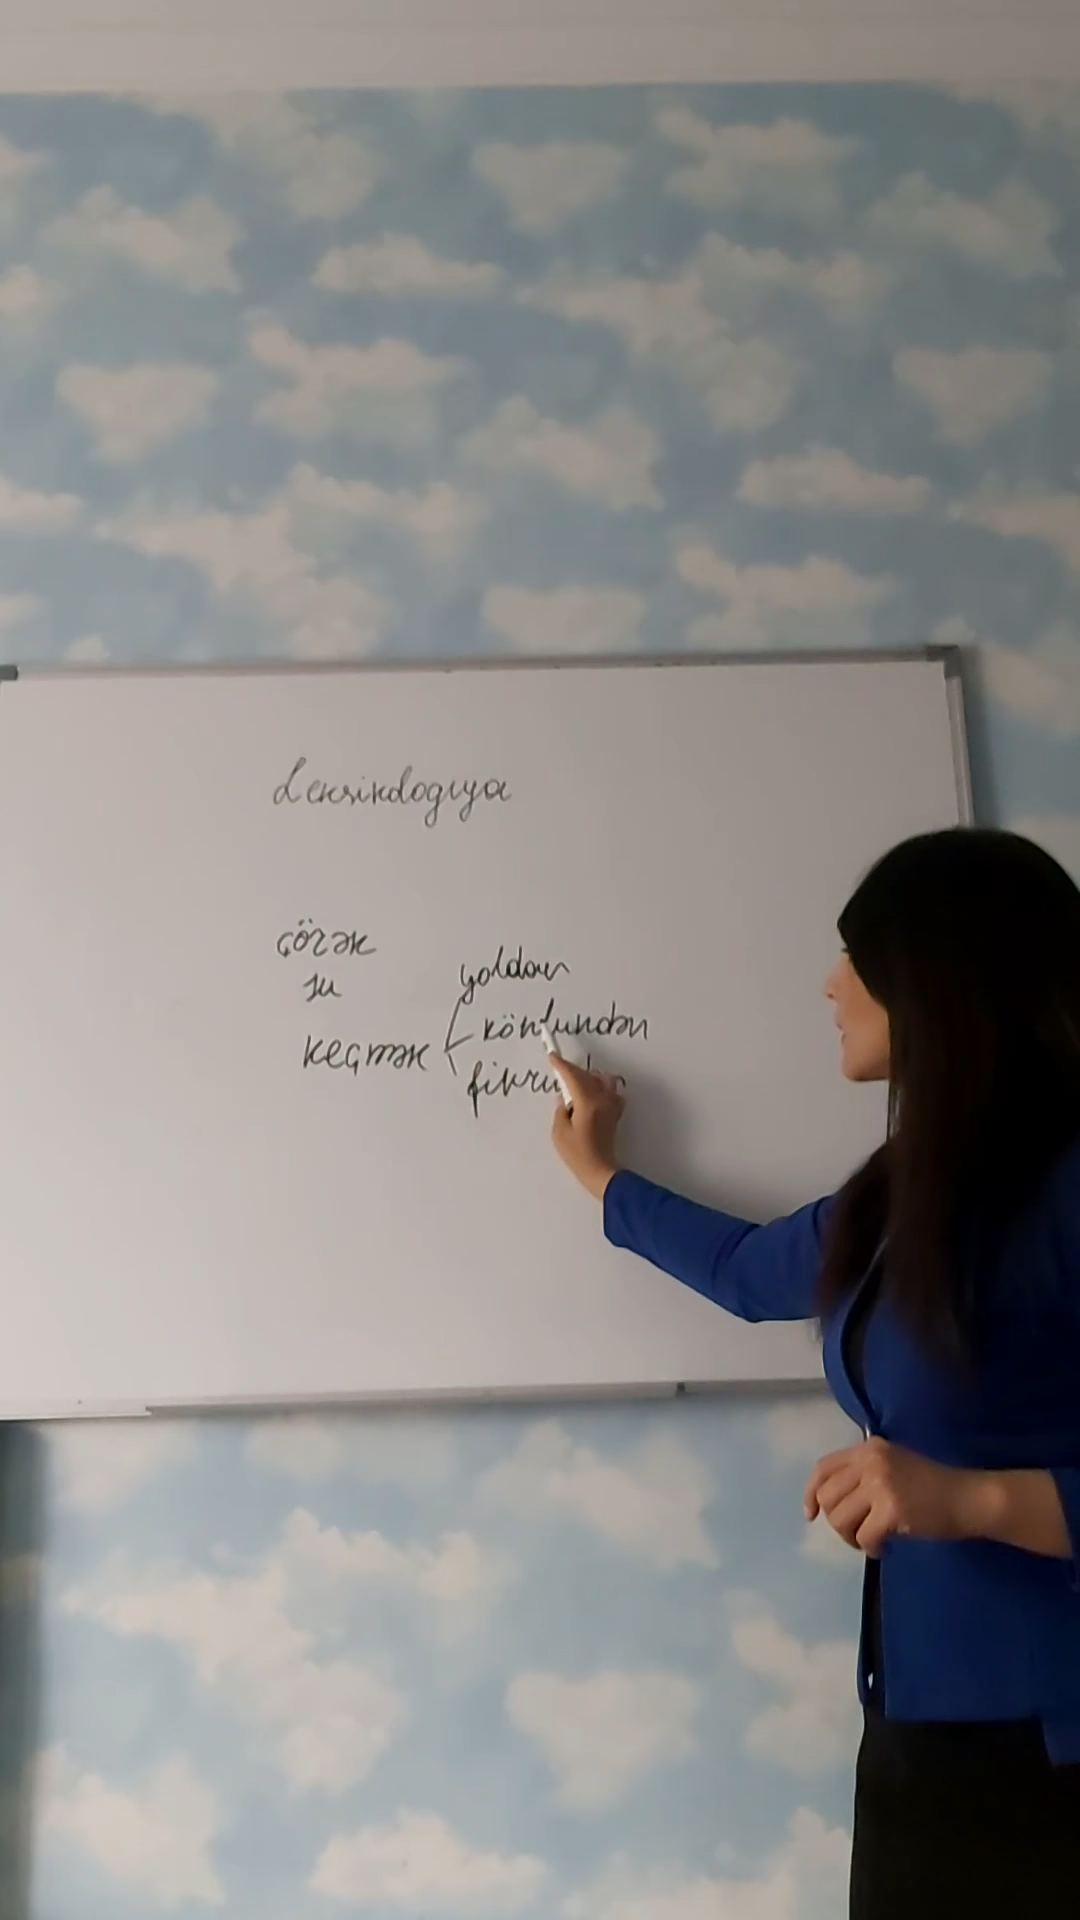 Leksikologiya
çörək
su
keçmək
yoldan
könlündən